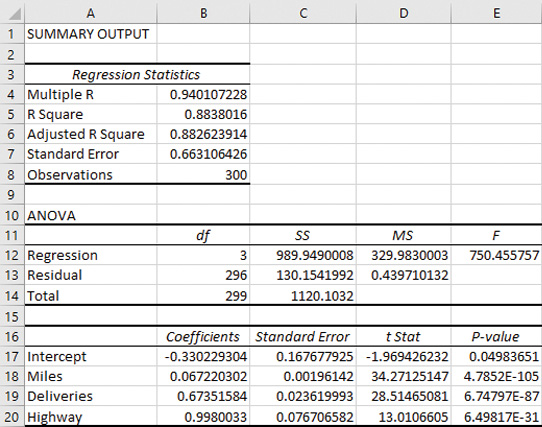 A B C D E
1 SUMMARY OUTPUT
2
3 Regression Statistics
4 Multiple R 0.940107228
5 R Square 0.8838016
6 Adjusted R Square 0.882623914
7 Standard Error 0.663106426
8 Observations 300
9
10 ANOVA
11 df SS MS F
12 Regression 3 989.9490008 329.9830003 750.455757
13 Residual 296 130.1541992 0.439710132
14 Total 299 1120.1032
15
16 Coefficients Standard Error t Stat P-value
17 Intercept -0.330229304 0.167677925 -1.969426232 0.04983651
18 Miles 0.067220302 0.00196142 34.27125147 4.7852E-105
19 Deliveries 0.67351584 0.023619993 28.51465081 6.74797E-87
20 Highway 0.9980033 0.076706582 13.0106605 6.49817E-31